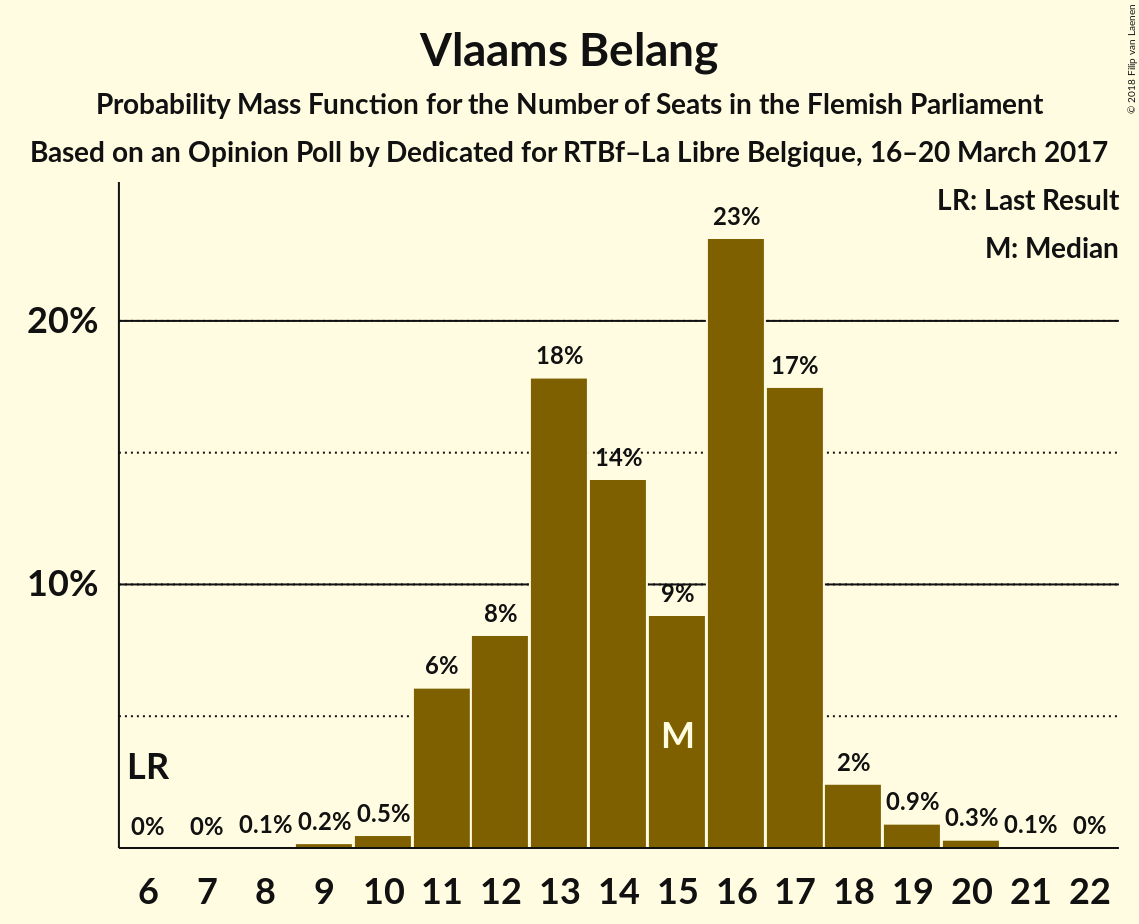 Vlaams Belang
Probability Mass Function for the Number of Seats in the Flemish Parliament
Based on an Opinion Poll by Dedicated for RTBf–La Libre Belgique, 16–20 March 2017
© 2018 Filip van Laenen
LR: Last Result
M: Median
20%
10%
0% 0% 0.1% 0.2% 0.5% 6% 8% 18% 14% 9% 23% 17% 2% 0.9% 0.3% 0.1% 0%
LR
M
6 7 8 9 10 11 12 13 14 15 16 17 18 19 20 21 22